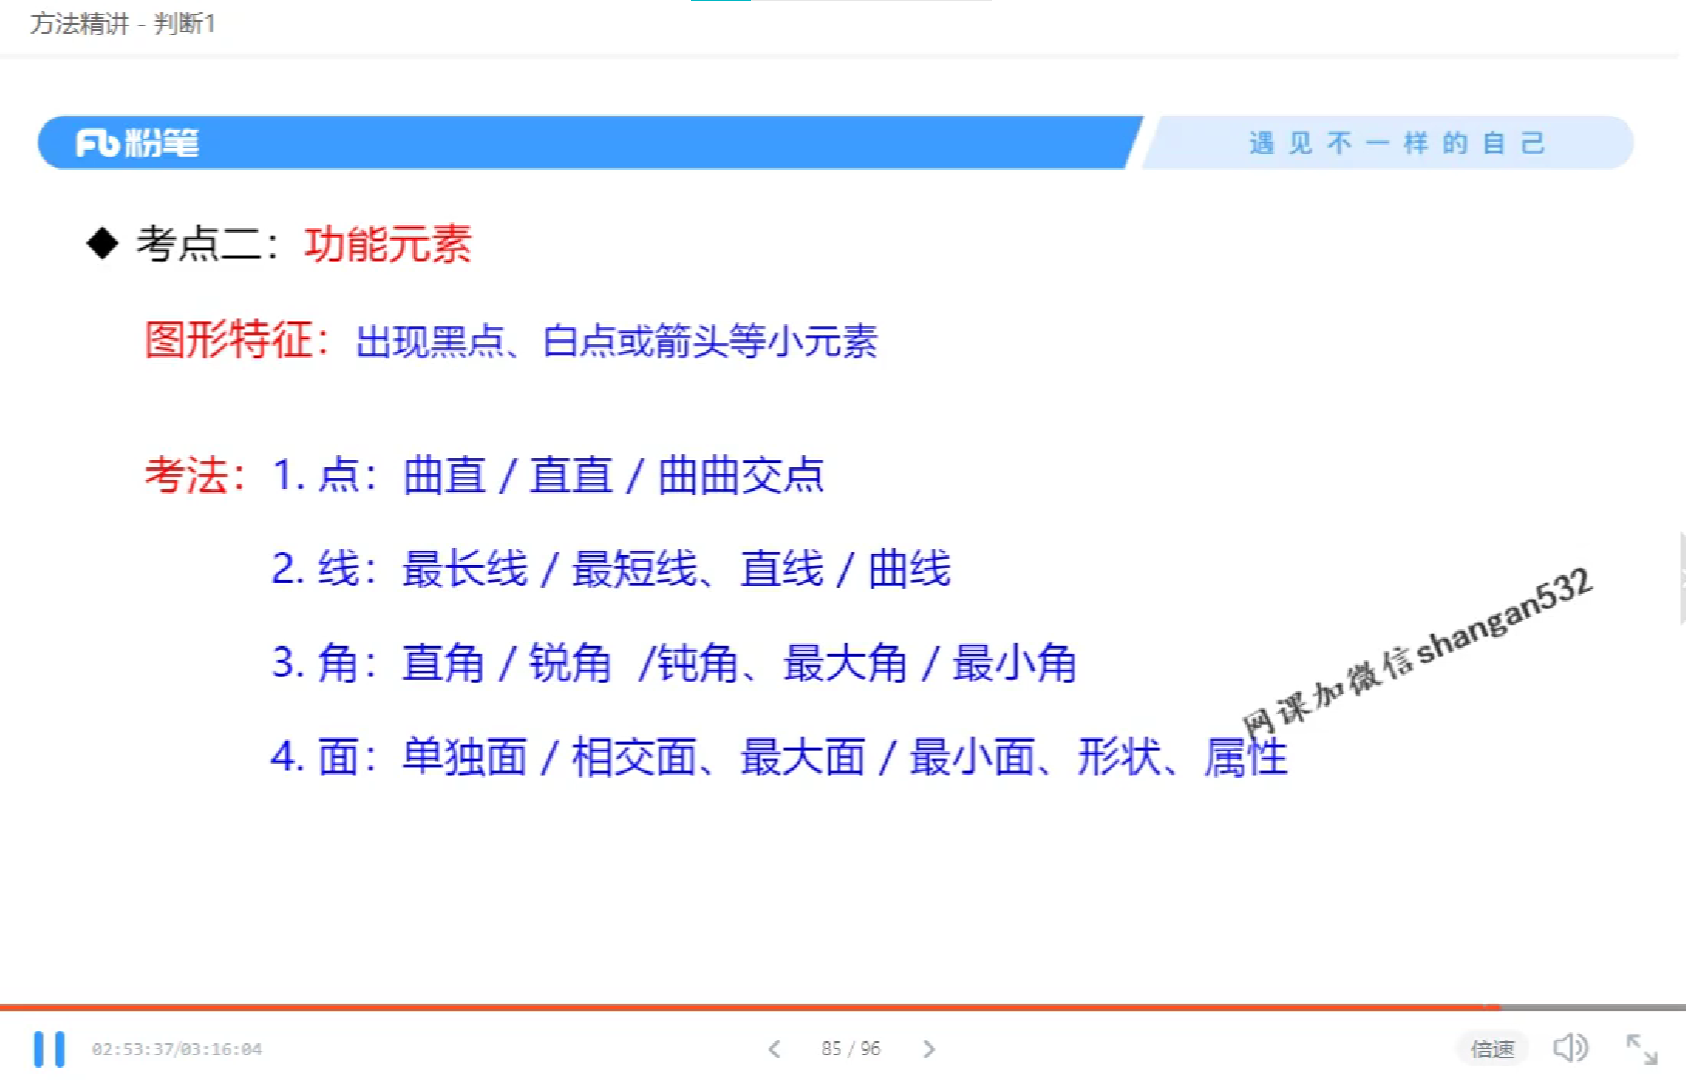 方法精讲 - 判断1
Fb粉笔
遇见不一样的自己
◆ 考点二：功能元素
图形特征：出现黑点、白点或箭头等小元素
考法：1. 点：曲直 / 直直 / 曲曲交点
2. 线：最长线 / 最短线、直线 / 曲线
3. 角：直角 / 锐角 /钝角、最大角 / 最小角
网课加微信shangan532
4. 面：单独面 / 相交面、最大面 / 最小面、形状、属性
02:53:37/03:16:04
85 / 96
倍速